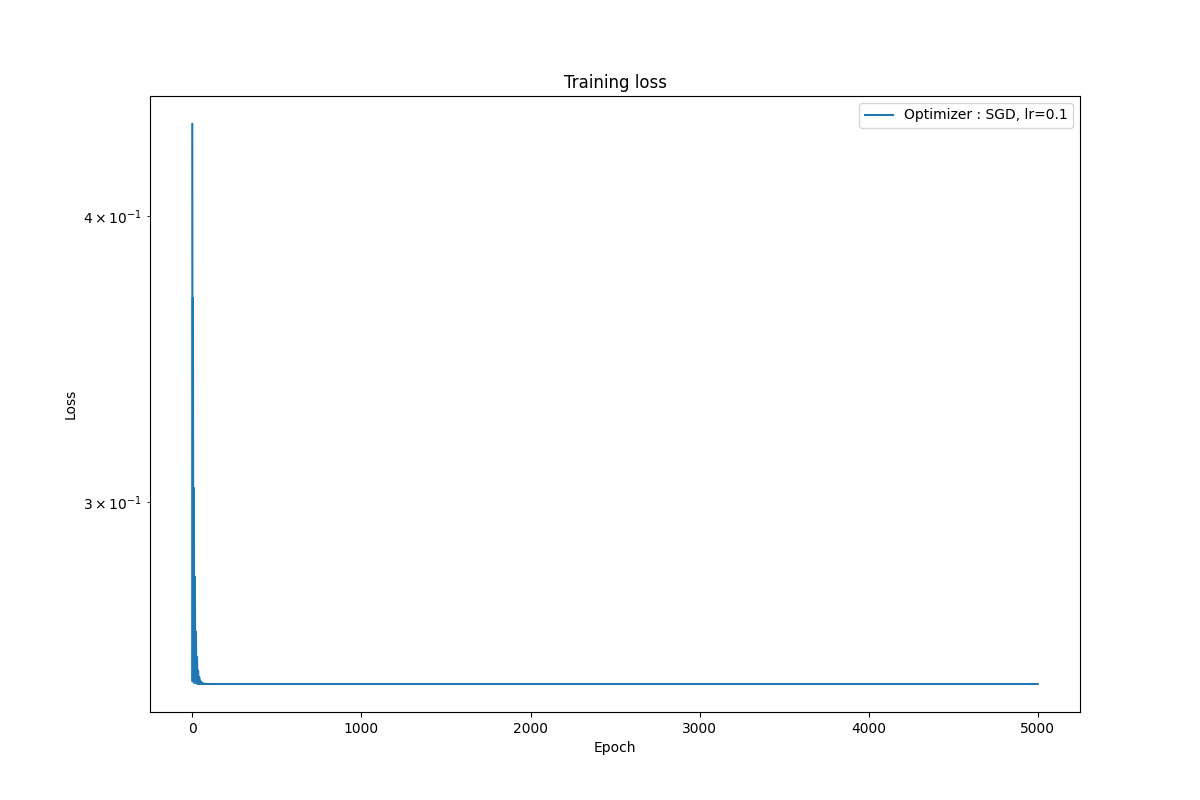 Training loss
Optimizer : SGD, lr=0.1
4 × 10⁻¹
3 × 10⁻¹
Loss
0 1000 2000 3000 4000 5000
Epoch